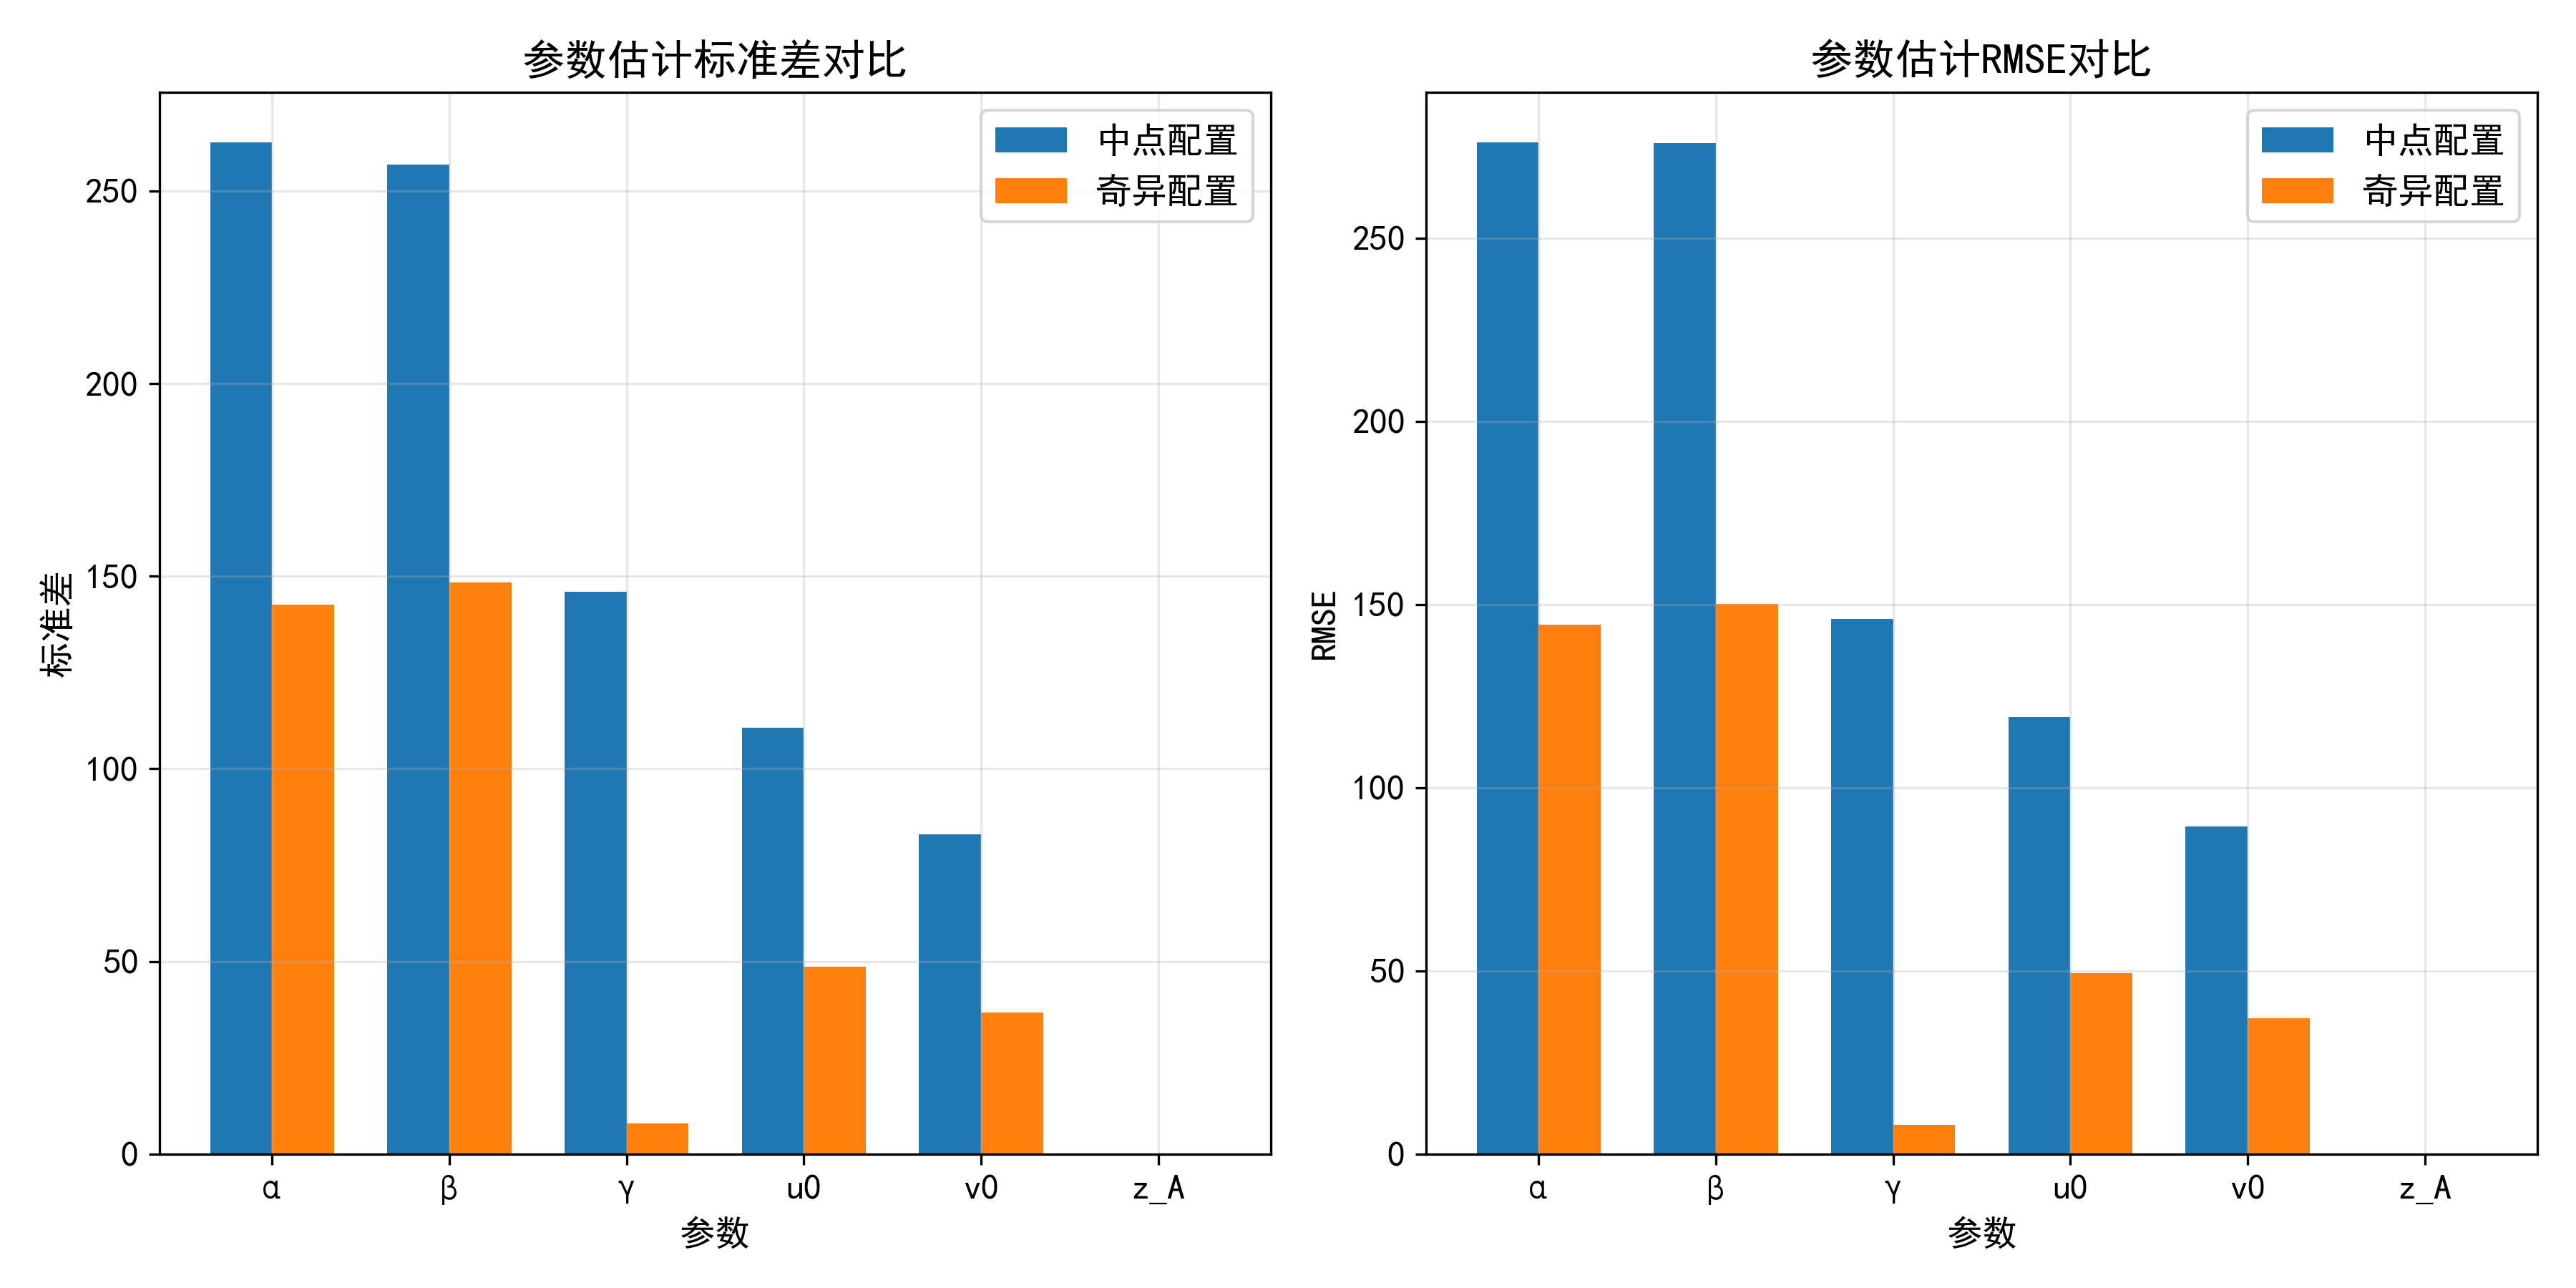 参数估计标准差对比
中点配置
奇异配置
标准差
250
200
150
100
50
0
α
β
γ
u0
v0
z_A
参数
参数估计RMSE对比
中点配置
奇异配置
RMSE
250
200
150
100
50
0
α
β
γ
u0
v0
z_A
参数